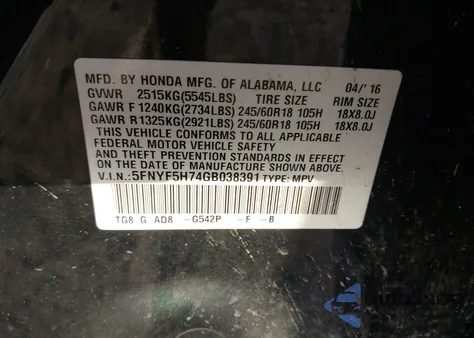 MFD. BY HONDA MFG. OF ALABAMA, LLC 04/'16
GVWR 2515KG(5545LBS) TIRE SIZE RIM SIZE
GAWR F 1240KG(2734LBS) 245/60R18 105H 18X8.0J
GAWR R 1325KG(2921LBS) 245/60R18 105H 18X8.0J
THIS VEHICLE CONFORMS TO ALL APPLICABLE
FEDERAL MOTOR VEHICLE SAFETY STANDARDS IN
EFFECT ON THE DATE OF MANUFACTURE SHOWN ABOVE.
V.I.N.:5FNYF5H74GB038391 TYPE: MPV
TG8 G AD8 -G542P -F -B